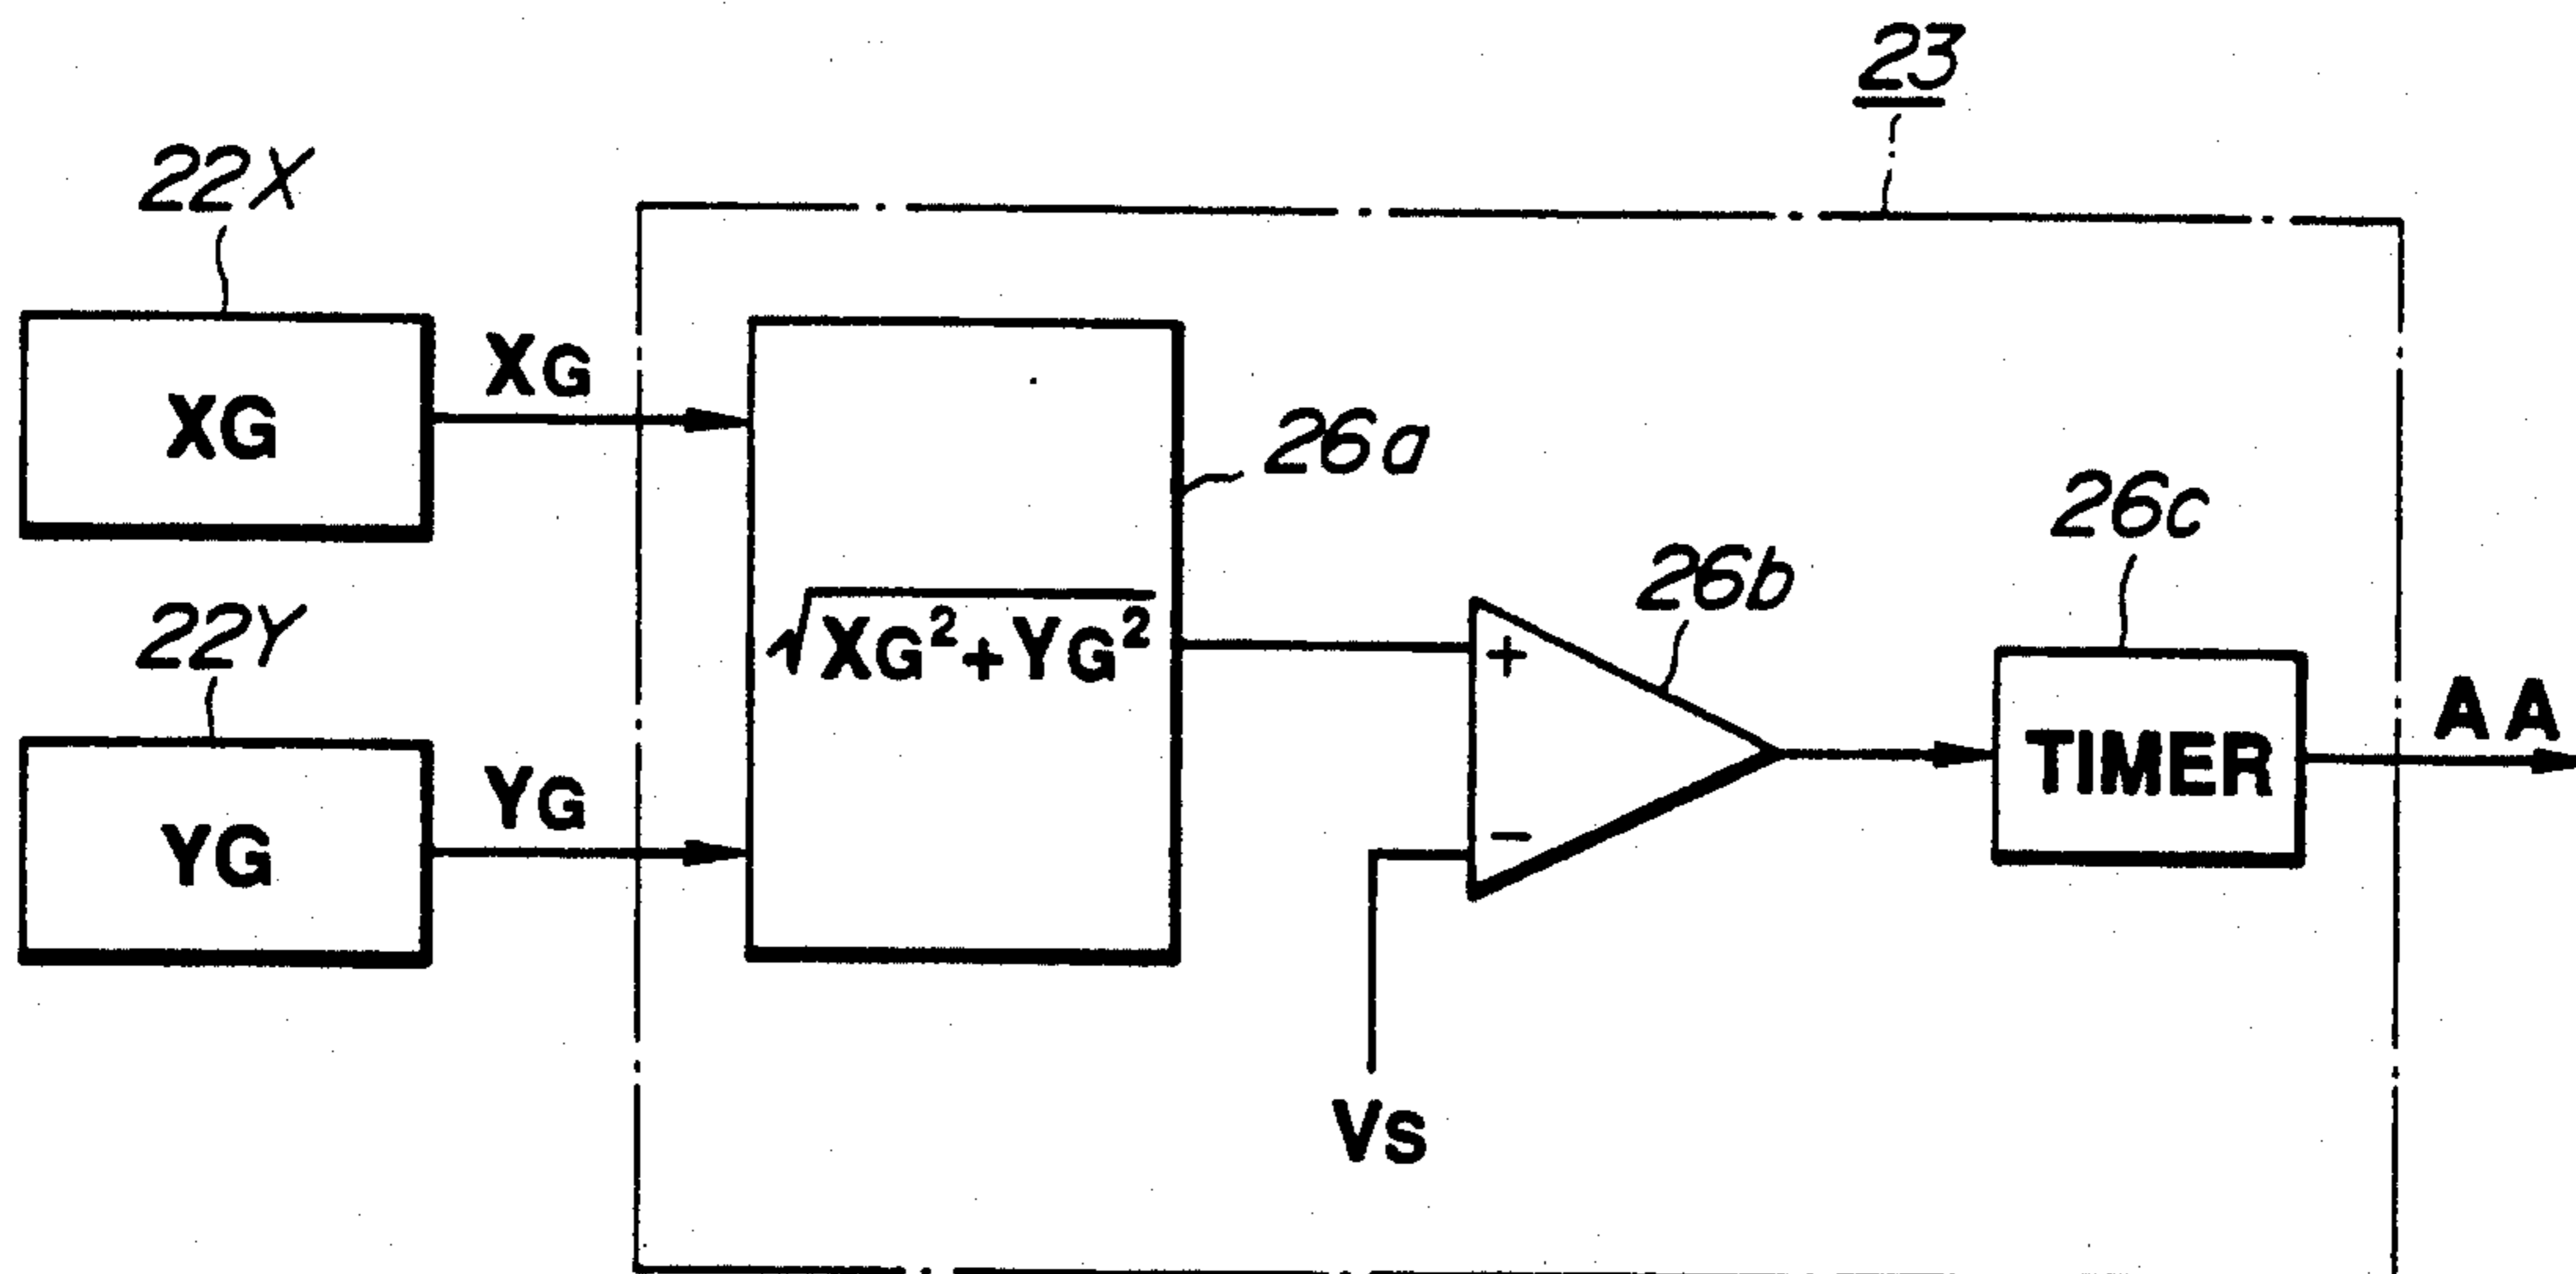 23
22X
XG
XG
26a
26c
26b
22Y
√XG²+YG²
+
AA
TIMER
YG
YG
−
VS